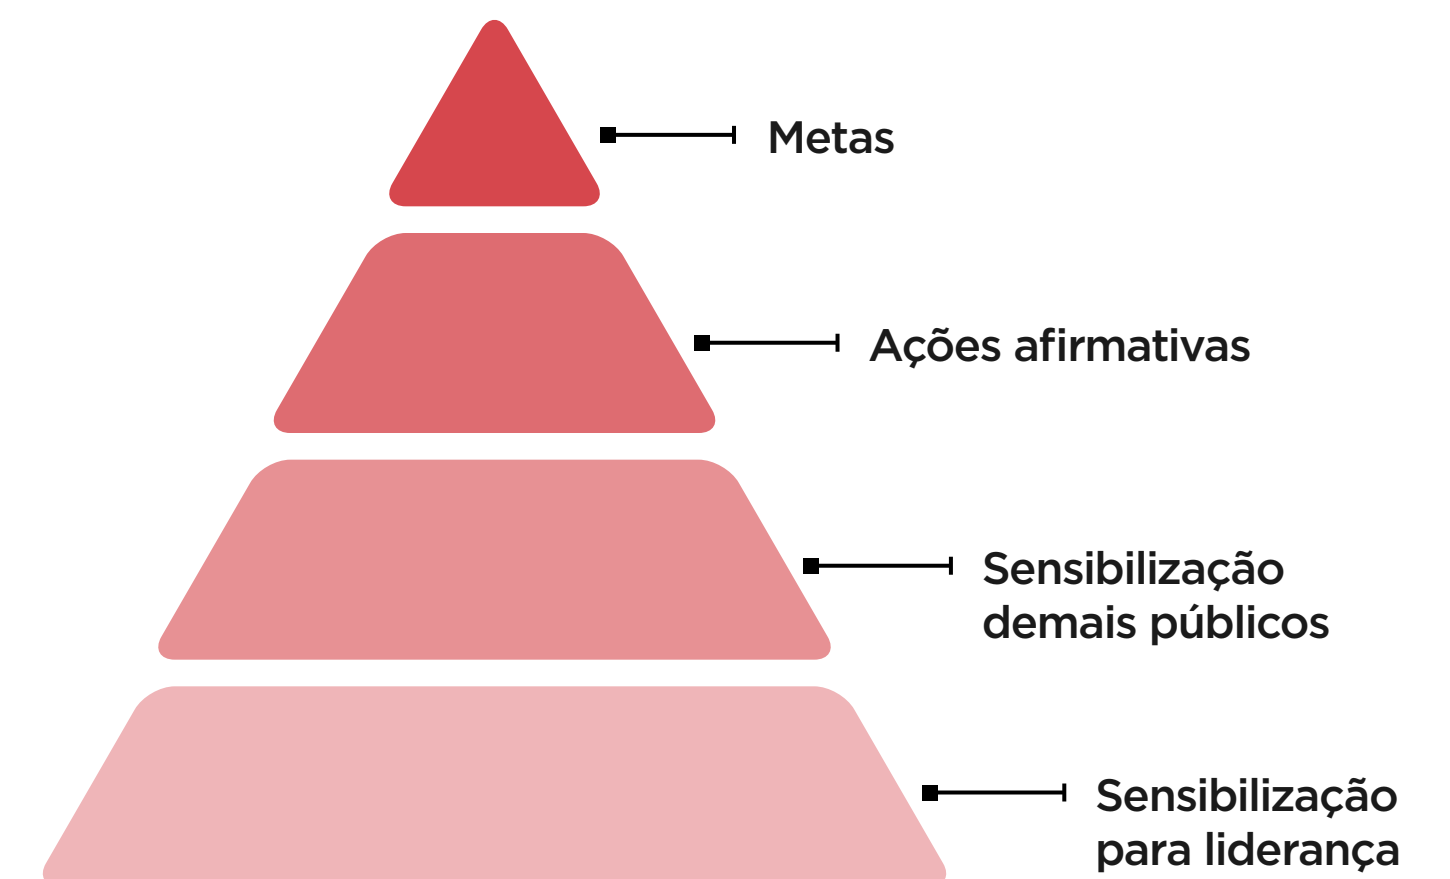 Metas
Ações afirmativas
Sensibilização
demais públicos
Sensibilização
para liderança